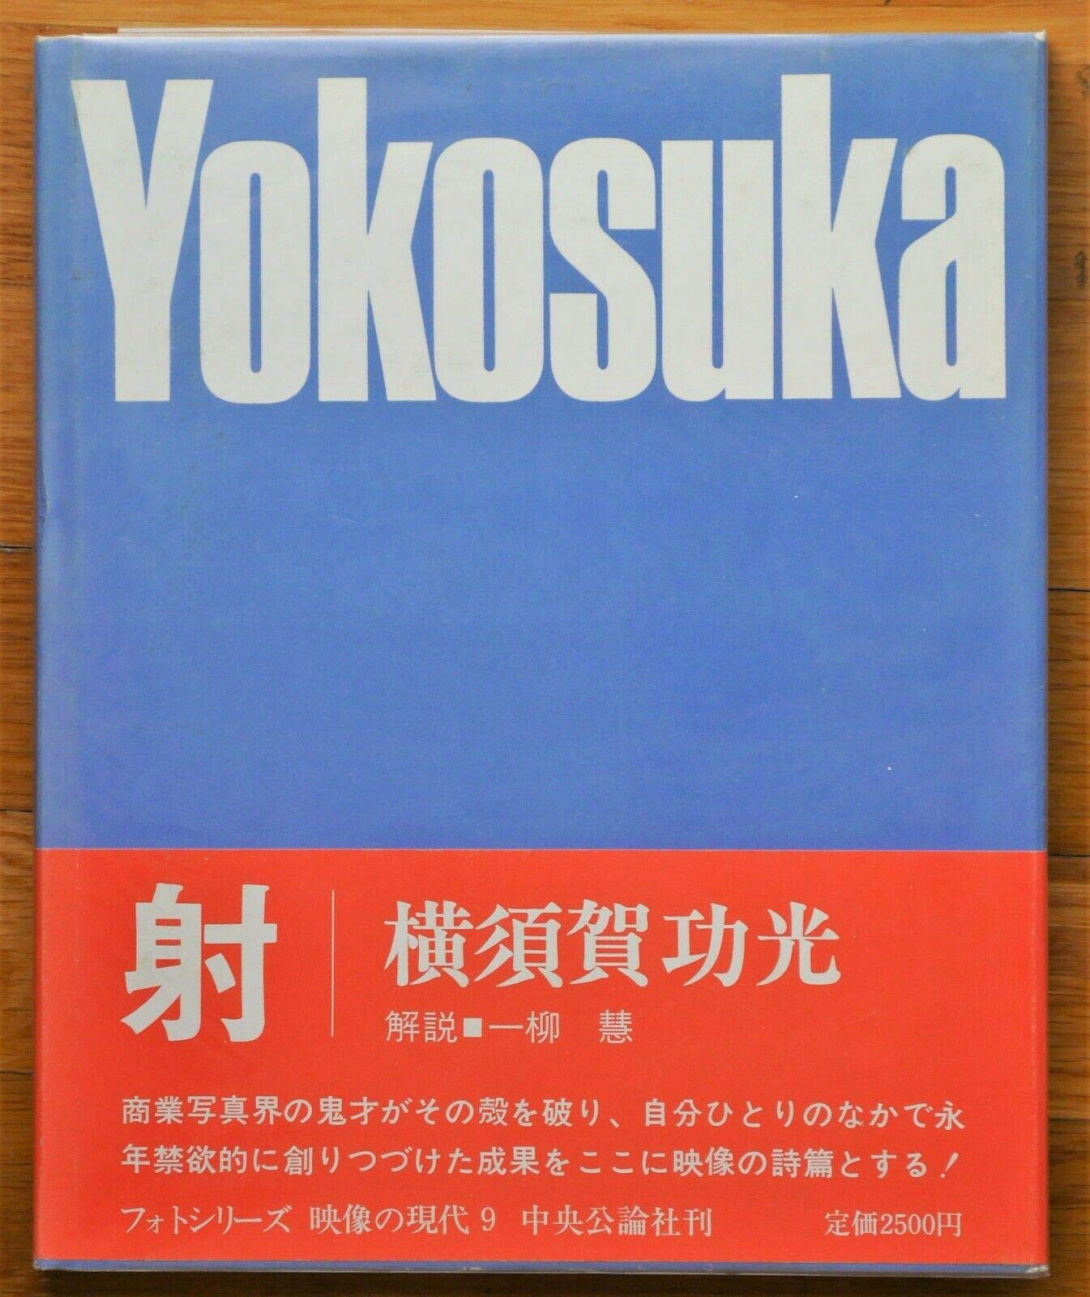 Yokosuka
射
横須賀功光
解説■一柳 慧
商業写真界の鬼才がその殻を破り、自分ひとりのなかで永
年禁欲的に創りつづけた成果をここに映像の詩篇とする！
フォトシリーズ 映像の現代 9 中央公論社刊 定価2500円